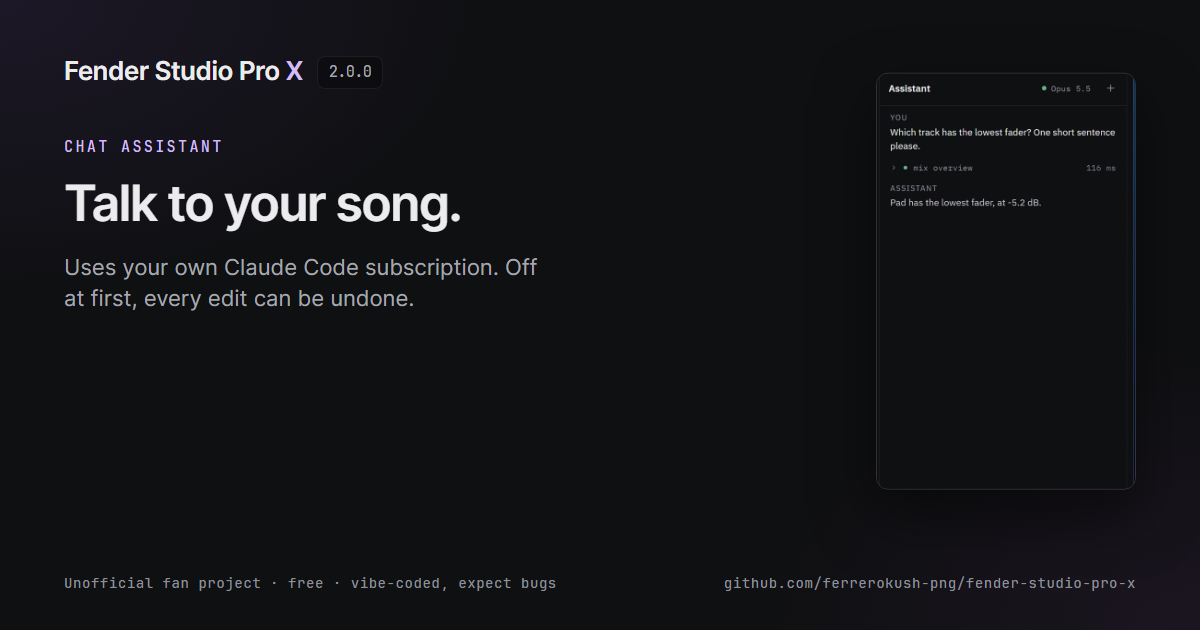 Fender Studio Pro X 2.0.0
CHAT ASSISTANT
Talk to your song.
Uses your own Claude Code subscription. Off
at first, every edit can be undone.
Assistant Opus 5.5 +
YOU
Which track has the lowest fader? One short sentence
please.
› mix overview 116 ms
ASSISTANT
Pad has the lowest fader, at -5.2 dB.
Unofficial fan project · free · vibe-coded, expect bugs
github.com/ferrerokush-png/fender-studio-pro-x